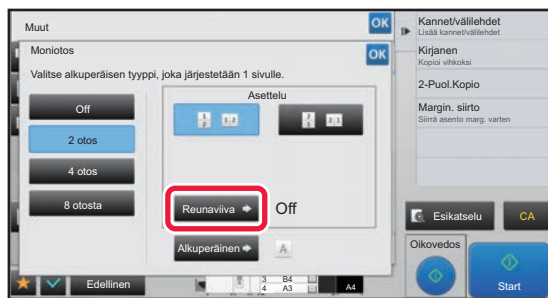 Muut
OK
Moniotos
OK
Valitse alkuperäisen tyyppi, joka järjestetään 1 sivulle.
Off
2 otos
4 otos
8 otosta
Asettelu
Reunaviiva
Off
Alkuperäinen
A
Edellinen
3 B4
4 A3
A4
Kannet/välilehdet
Lisää kannet/välilehdet
Kirjanen
Kopioi vihkoksi
2-Puol.Kopio
Margin. siirto
Siirrä asento marg. varten
Esikatselu
CA
Oikovedos
Start